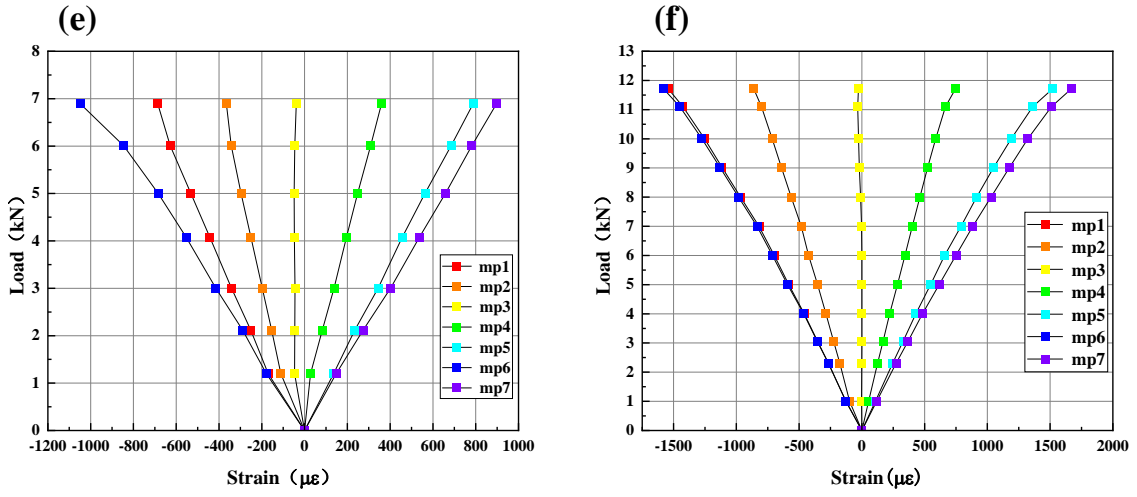 (e)
8
7
6
5
4
3
2
1
0
Load（kN）
-1200 -1000 -800 -600 -400 -200 0 200 400 600 800 1000
Strain（με）
mp1
mp2
mp3
mp4
mp5
mp6
mp7
(f)
13
12
11
10
9
8
7
6
5
4
3
2
1
0
Load（kN）
-1500 -1000 -500 0 500 1000 1500 2000
Strain(με)
mp1
mp2
mp3
mp4
mp5
mp6
mp7